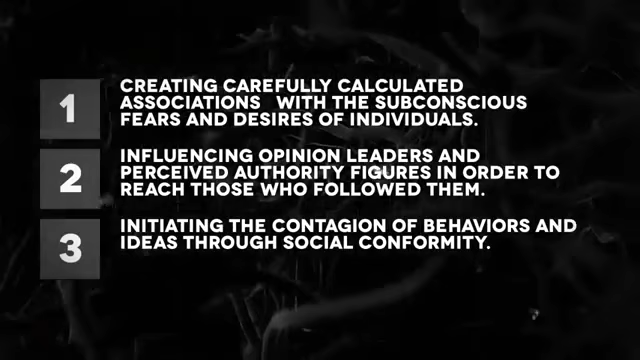 1
CREATING CAREFULLY CALCULATED
ASSOCIATIONS WITH THE SUBCONSCIOUS
FEARS AND DESIRES OF INDIVIDUALS.
2
INFLUENCING OPINION LEADERS AND
PERCEIVED AUTHORITY FIGURES IN ORDER TO
REACH THOSE WHO FOLLOWED THEM.
3
INITIATING THE CONTAGION OF BEHAVIORS AND
IDEAS THROUGH SOCIAL CONFORMITY.